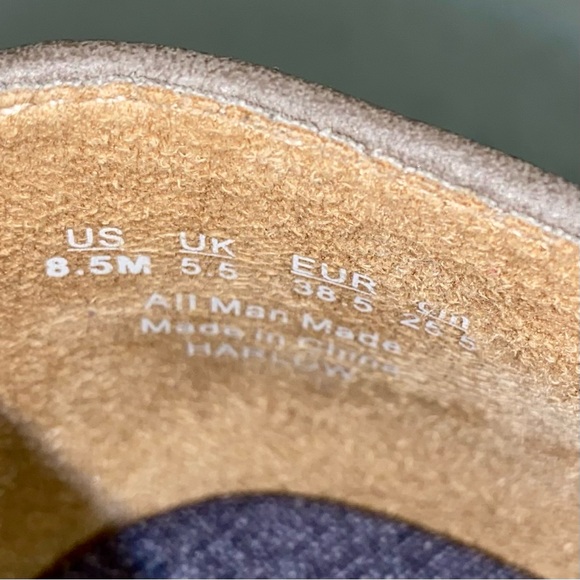 US UK EUR cm
8.5M 5.5 38.5 25.5
All Man Made
Made in China
HARLOW